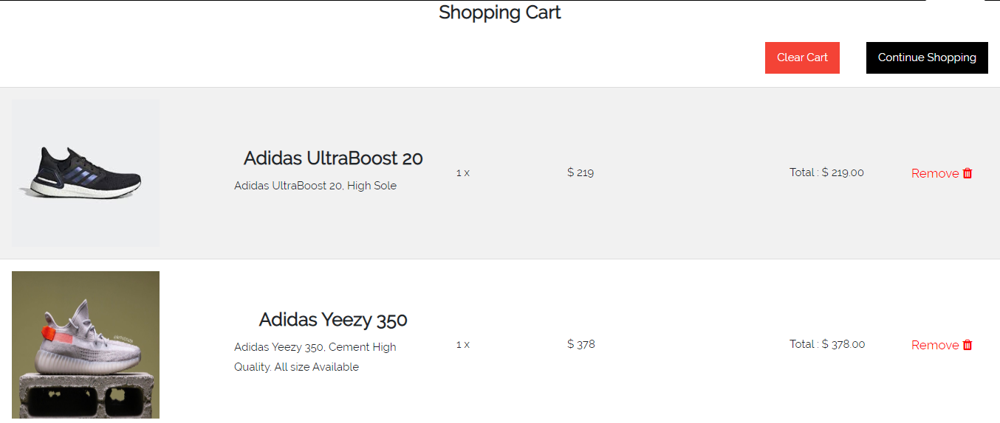 Shopping Cart
Clear Cart
Continue Shopping
Adidas UltraBoost 20
Adidas UltraBoost 20, High Sole
1 x
$ 219
Total : $ 219.00
Remove
Adidas Yeezy 350
Adidas Yeezy 350, Cement High
Quality. All size Available
1 x
$ 378
Total : $ 378.00
Remove